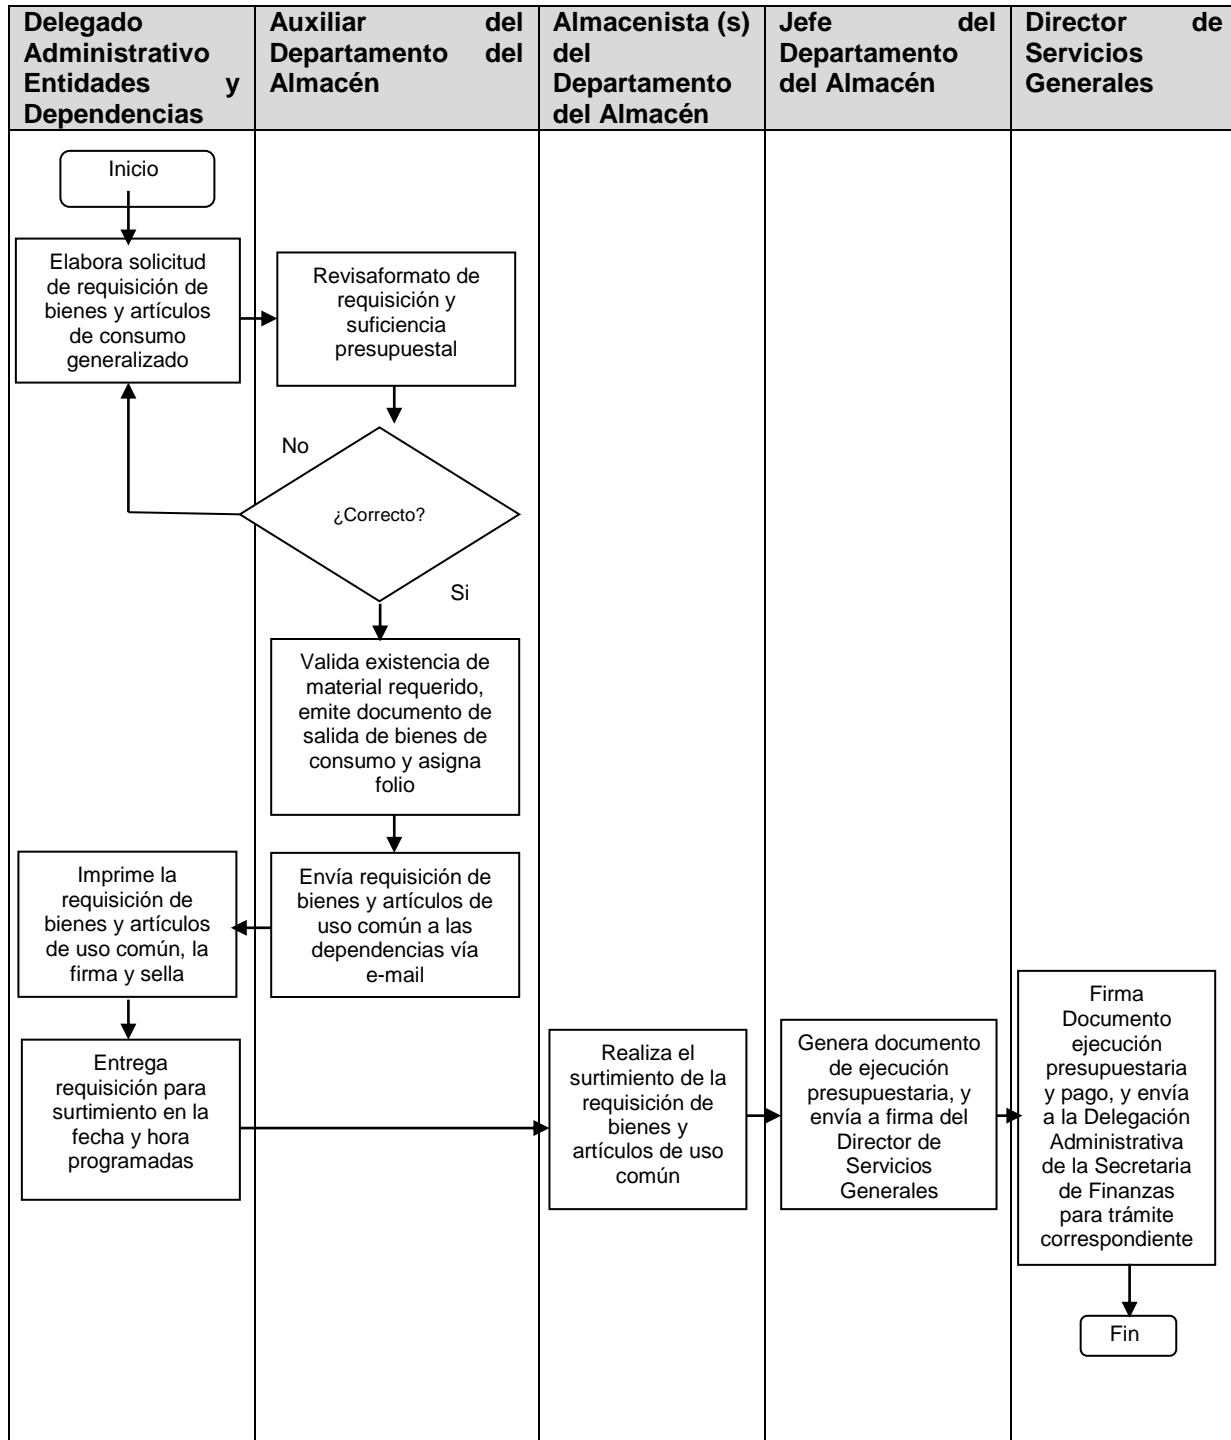 Delegado
Administrativo
Entidades y
Dependencias
Auxiliar del
Departamento del
Almacén
Almacenista (s)
del
Departamento
del Almacén
Jefe del
Departamento
del Almacén
Director de
Servicios
Generales
Inicio
Elabora solicitud
de requisición de
bienes y artículos
de consumo
generalizado
Revisaformato de
requisición y
suficiencia
presupuestal
No
¿Correcto?
Si
Valida existencia de
material requerido,
emite documento de
salida de bienes de
consumo y asigna
folio
Envía requisición de
bienes y artículos de
uso común a las
dependencias vía
e-mail
Imprime la
requisición de
bienes y artículos
de uso común, la
firma y sella
Entrega
requisición para
surtimiento en la
fecha y hora
programadas
Realiza el
surtimiento de la
requisición de
bienes y
artículos de uso
común
Genera documento
de ejecución
presupuestaria, y
envía a firma del
Director de
Servicios
Generales
Firma
Documento
ejecución
presupuestaria
y pago, y envía
a la Delegación
Administrativa
de la Secretaria
de Finanzas
para trámite
correspondiente
Fin